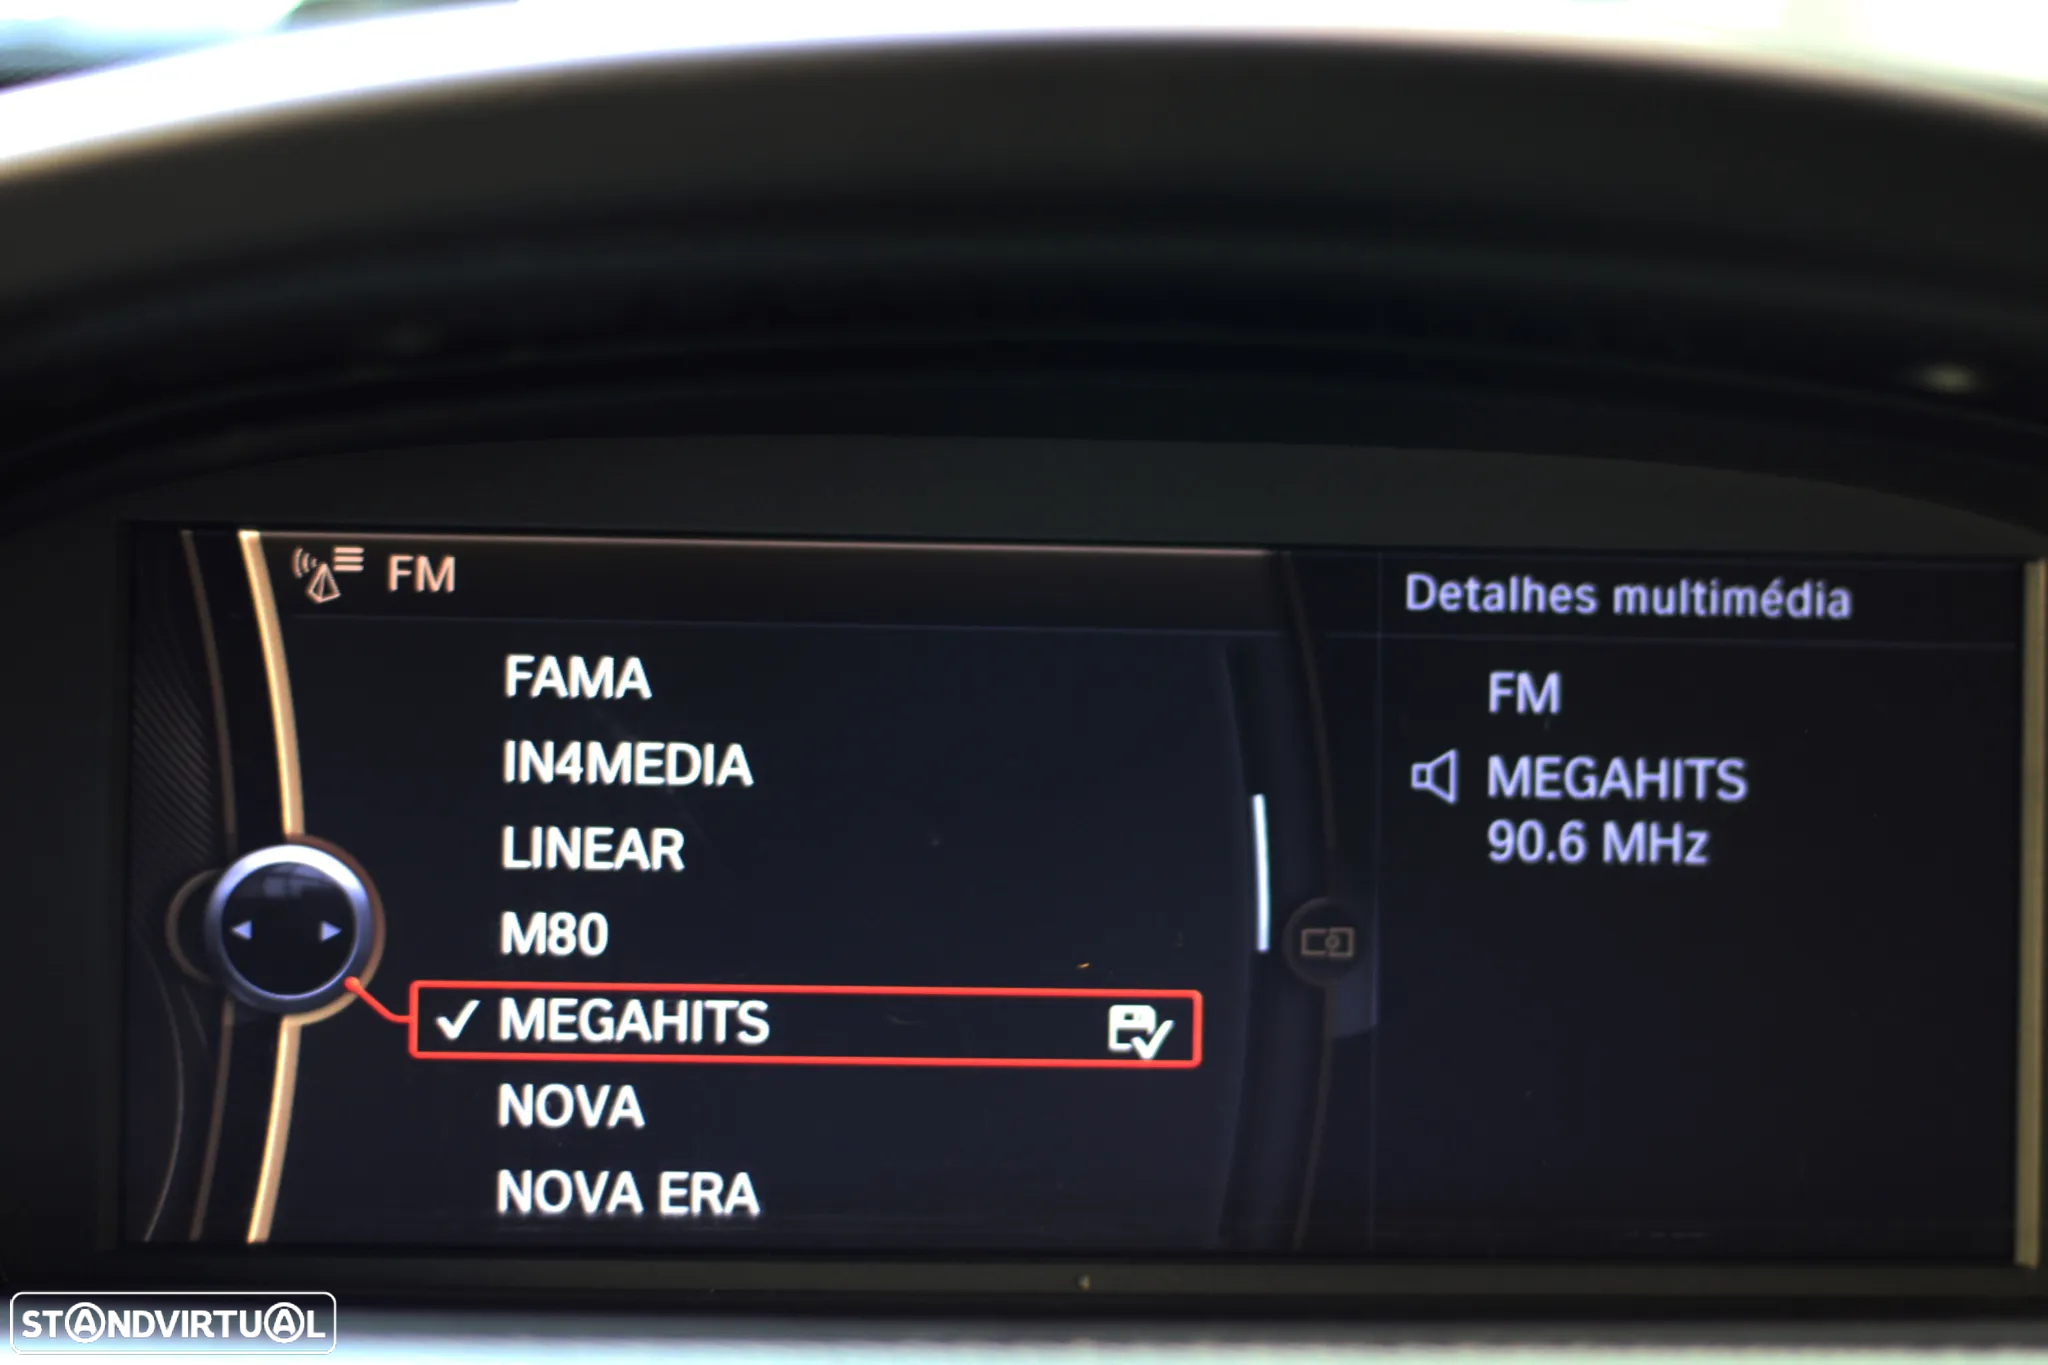 FM
FAMA
IN4MEDIA
LINEAR
M80
MEGAHITS
NOVA
NOVA ERA
Detalhes multimédia
FM
MEGAHITS
90.6 MHz
STANDVIRTUAL